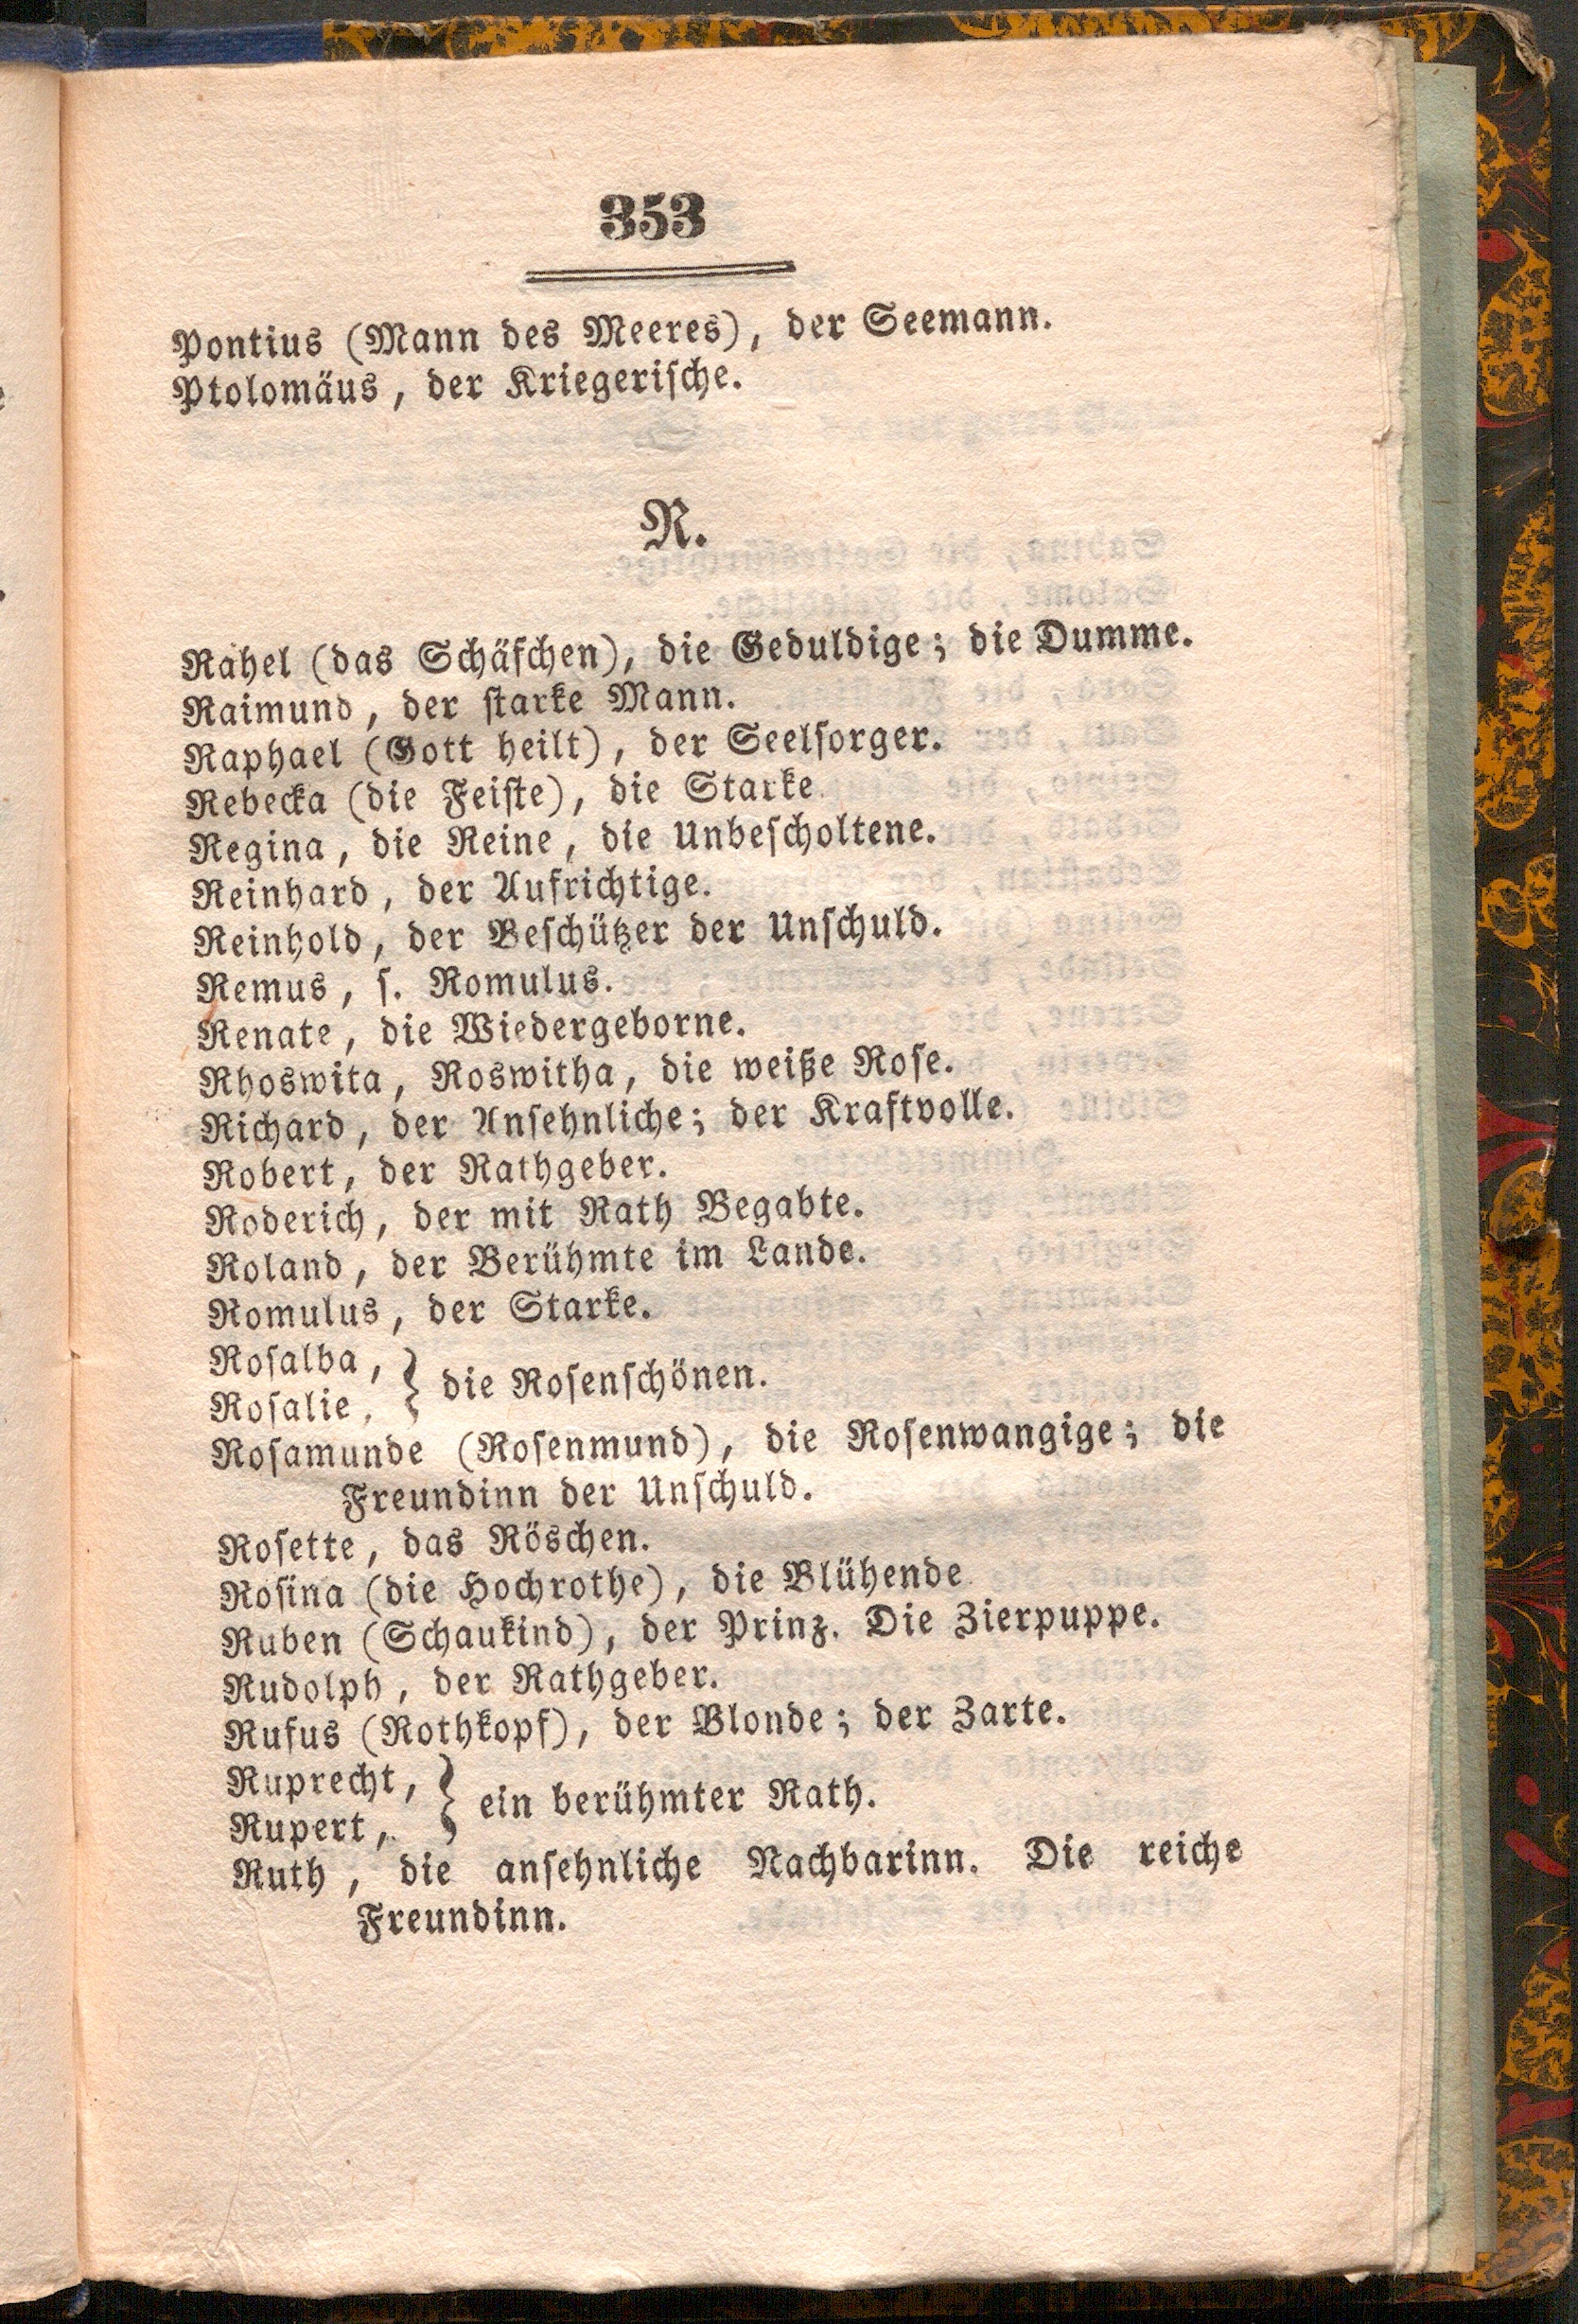 353
Pontius (Mann des Meeres), der Seemann.
Ptolomäus, der Kriegerische.
R.
Rahel (das Schäfchen), die Geduldige; die Dumme.
Raimund, der starke Mann.
Raphael (Gott heilt), der Seelsorger.
Rebecka (die Feiste), die Starke.
Regina, die Reine, die Unbescholtene.
Reinhard, der Aufrichtige.
Reinhold, der Beschützer der Unschuld.
Remus, s. Romulus.
Renate, die Wiedergeborne.
Rhoswita, Roswitha, die weiße Rose.
Richard, der Ansehnliche; der Kraftvolle.
Robert, der Rathgeber.
Roderich, der mit Rath Begabte.
Roland, der Berühmte im Lande.
Romulus, der Starke.
Rosalba,
Rosalie, } die Rosenschönen.
Rosamunde (Rosenmund), die Rosenwangige; die
Freundinn der Unschuld.
Rosette, das Röschen.
Rosina (die Hochrothe), die Blühende
Ruben (Schaukind), der Prinz. Die Zierpuppe.
Rudolph, der Rathgeber.
Rufus (Rothkopf), der Blonde; der Zarte.
Ruprecht,
Rupert, } ein berühmter Rath.
Ruth, die ansehnliche Nachbarinn. Die reiche
Freundinn.